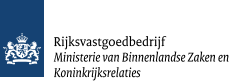 Rijksvastgoedbedrijf
Ministerie van Binnenlandse Zaken en
Koninkrijksrelaties